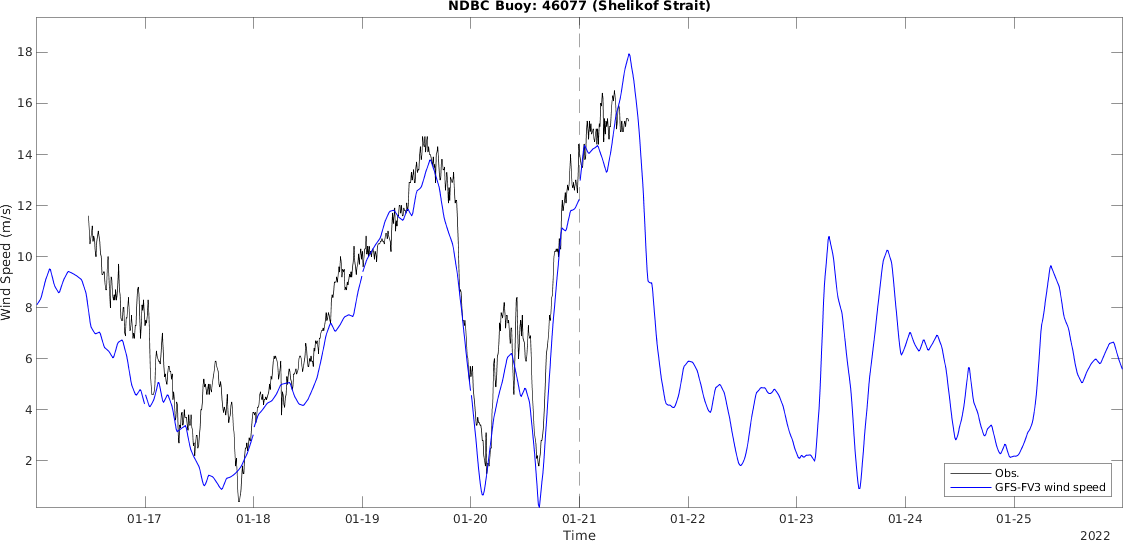 NDBC Buoy: 46077 (Shelikof Strait)
18
16
14
12
10
8
6
4
2
Wind Speed (m/s)
Obs.
GFS-FV3 wind speed
01-17 01-18 01-19 01-20 01-21 01-22 01-23 01-24 01-25
Time
2022